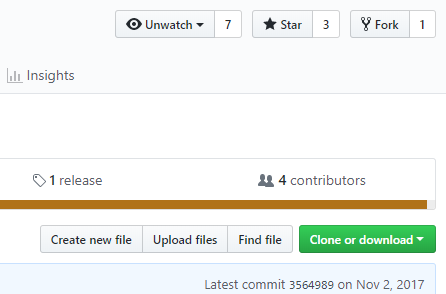 Unwatch 7 Star 3 Fork 1
Insights
1 release 4 contributors
Create new file Upload files Find file Clone or download
Latest commit 3564989 on Nov 2, 2017